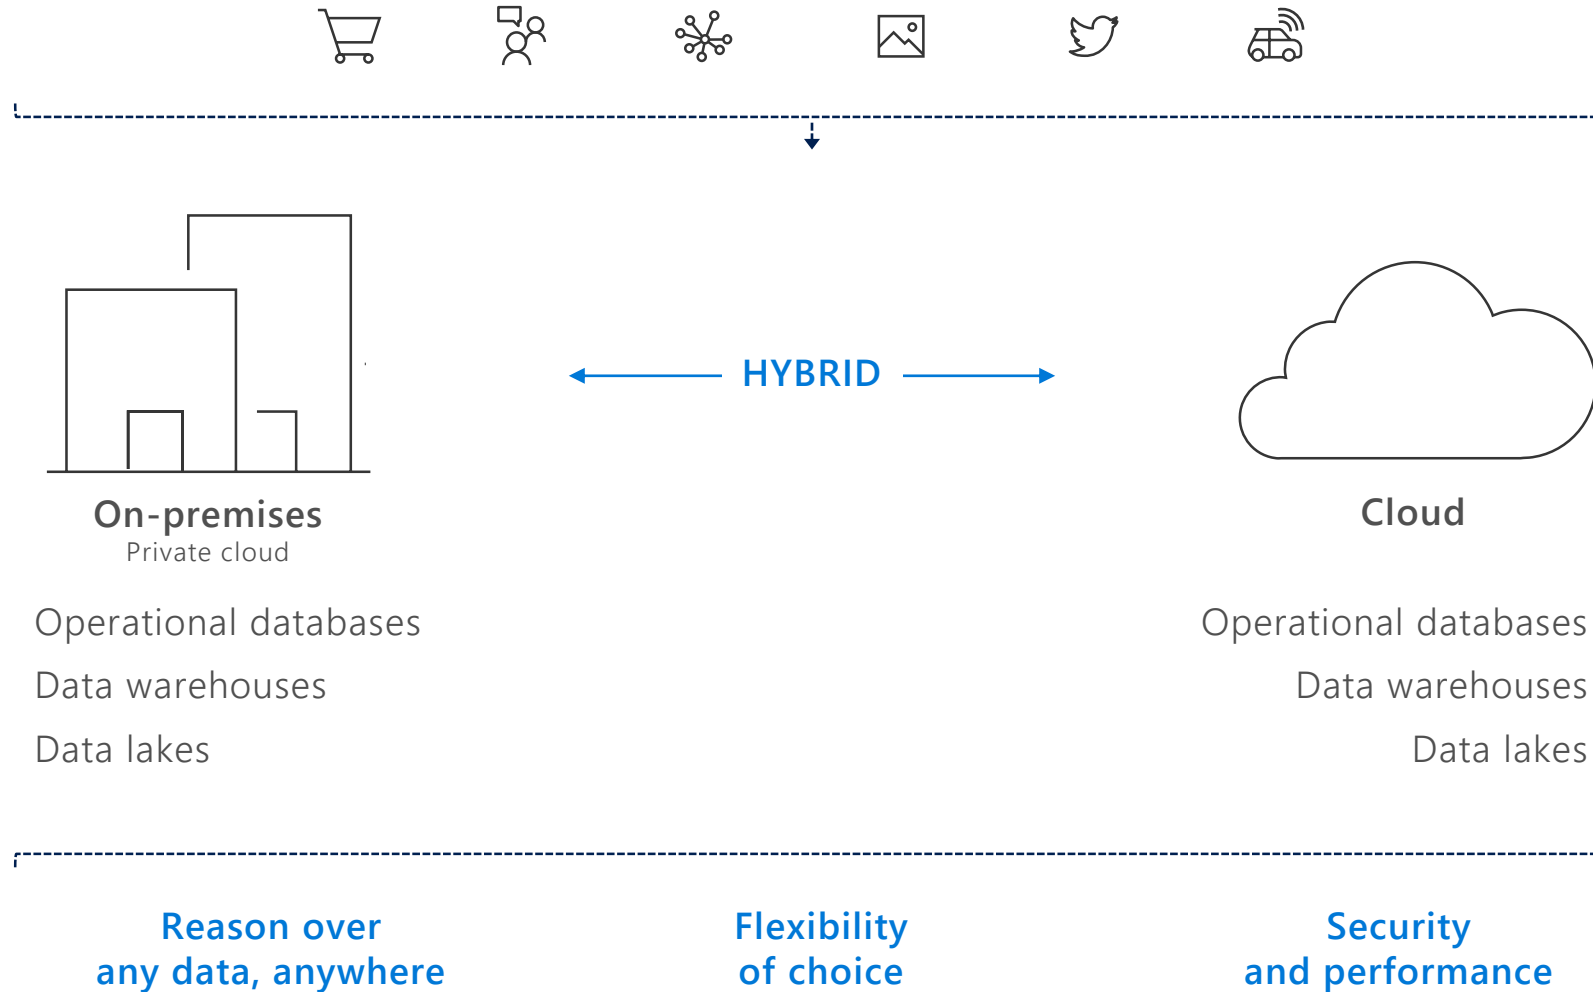 HYBRID
On-premises
Private cloud
Cloud
Operational databases
Data warehouses
Data lakes
Operational databases
Data warehouses
Data lakes
Reason over
any data, anywhere
Flexibility
of choice
Security
and performance